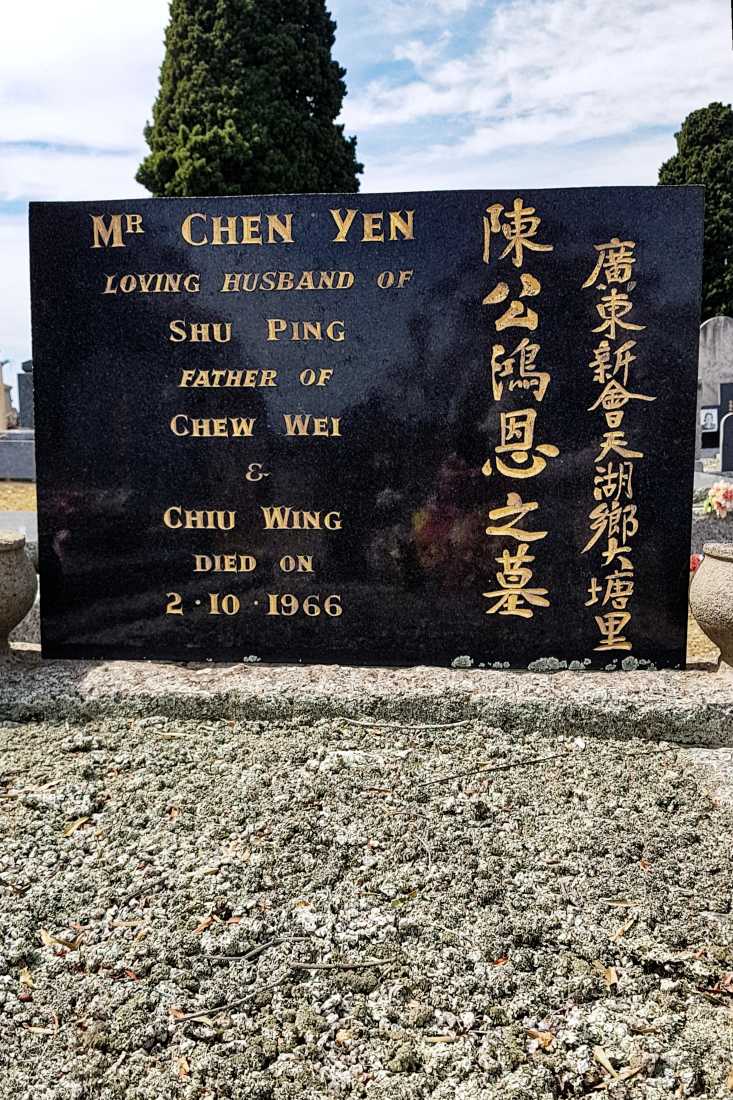 MR CHEN YEN
LOVING HUSBAND OF
SHU PING
FATHER OF
CHEW WEI
&
CHIU WING
DIED ON
2·10·1966
廣東新會天湖鄉大塘里
陳公鴻恩之墓